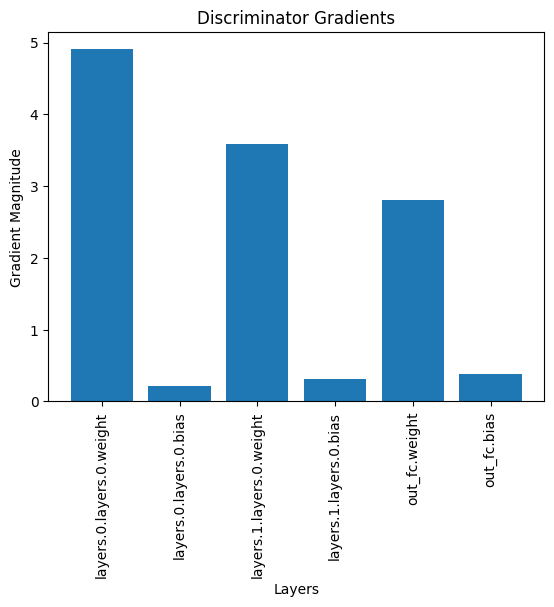 Discriminator Gradients
Gradient Magnitude
5
4
3
2
1
0
layers.0.layers.0.weight
layers.0.layers.0.bias
layers.1.layers.0.weight
layers.1.layers.0.bias
out_fc.weight
out_fc.bias
Layers